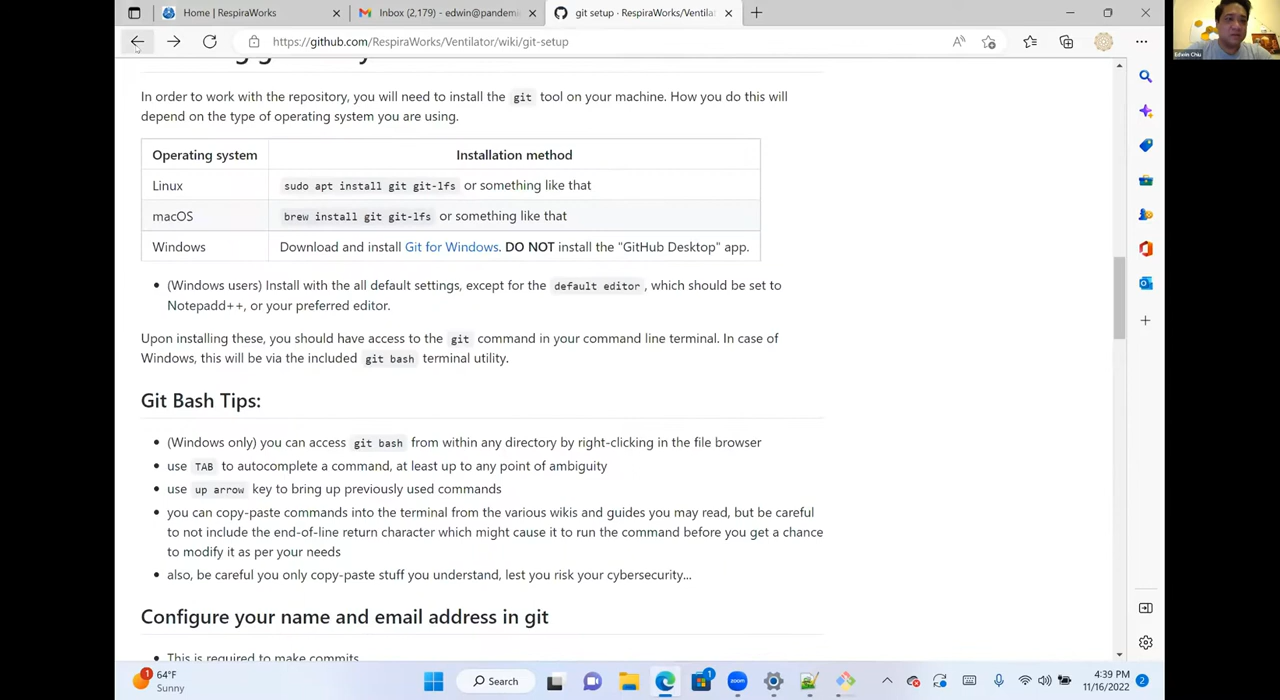 Home | RespiraWorks
Inbox (2,179) - edwin@pandemi
git setup · RespiraWorks/Ventilat
https://github.com/RespiraWorks/Ventilator/wiki/git-setup
Edwin Chiu
In order to work with the repository, you will need to install the git tool on your machine. How you do this will
depend on the type of operating system you are using.
Operating system Installation method
Linux sudo apt install git git-lfs or something like that
macOS brew install git git-lfs or something like that
Windows Download and install Git for Windows. DO NOT install the "GitHub Desktop" app.
(Windows users) Install with the all default settings, except for the default editor, which should be set to
Notepadd++, or your preferred editor.
Upon installing these, you should have access to the git command in your command line terminal. In case of
Windows, this will be via the included git bash terminal utility.
Git Bash Tips:
(Windows only) you can access git bash from within any directory by right-clicking in the file browser
use TAB to autocomplete a command, at least up to any point of ambiguity
use up arrow key to bring up previously used commands
you can copy-paste commands into the terminal from the various wikis and guides you may read, but be careful
to not include the end-of-line return character which might cause it to run the command before you get a chance
to modify it as per your needs
also, be careful you only copy-paste stuff you understand, lest you risk your cybersecurity...
Configure your name and email address in git
This is required to make commits
1
64°F
Sunny
Search
1
zoom
4:39 PM
11/16/2022
2